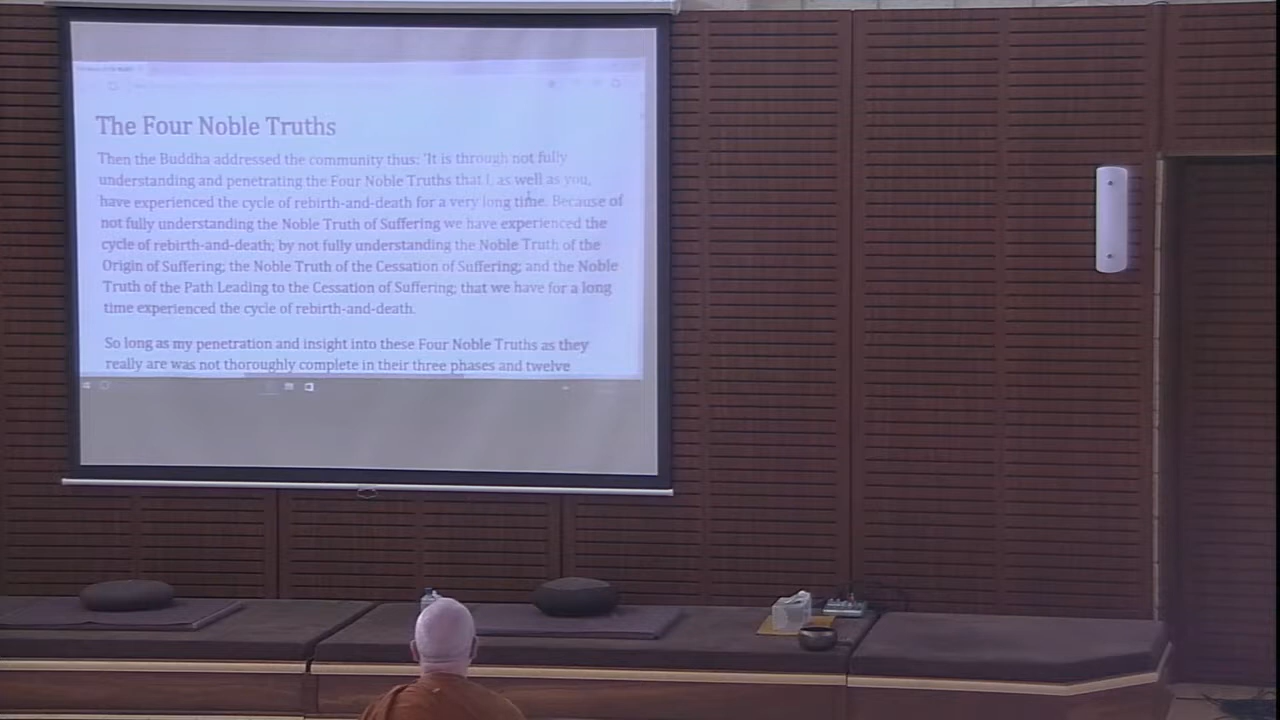 The Four Noble Truths
Then the Buddha addressed the community thus: 'It is through not fully
understanding and penetrating the Four Noble Truths that I, as well as you,
have experienced the cycle of rebirth-and-death for a very long time. Because of
not fully understanding the Noble Truth of Suffering we have experienced the
cycle of rebirth-and-death; by not fully understanding the Noble Truth of the
Origin of Suffering; the Noble Truth of the Cessation of Suffering; and the Noble
Truth of the Path Leading to the Cessation of Suffering; that we have for a long
time experienced the cycle of rebirth-and-death.
So long as my penetration and insight into these Four Noble Truths as they
really are was not thoroughly complete in their three phases and twelve